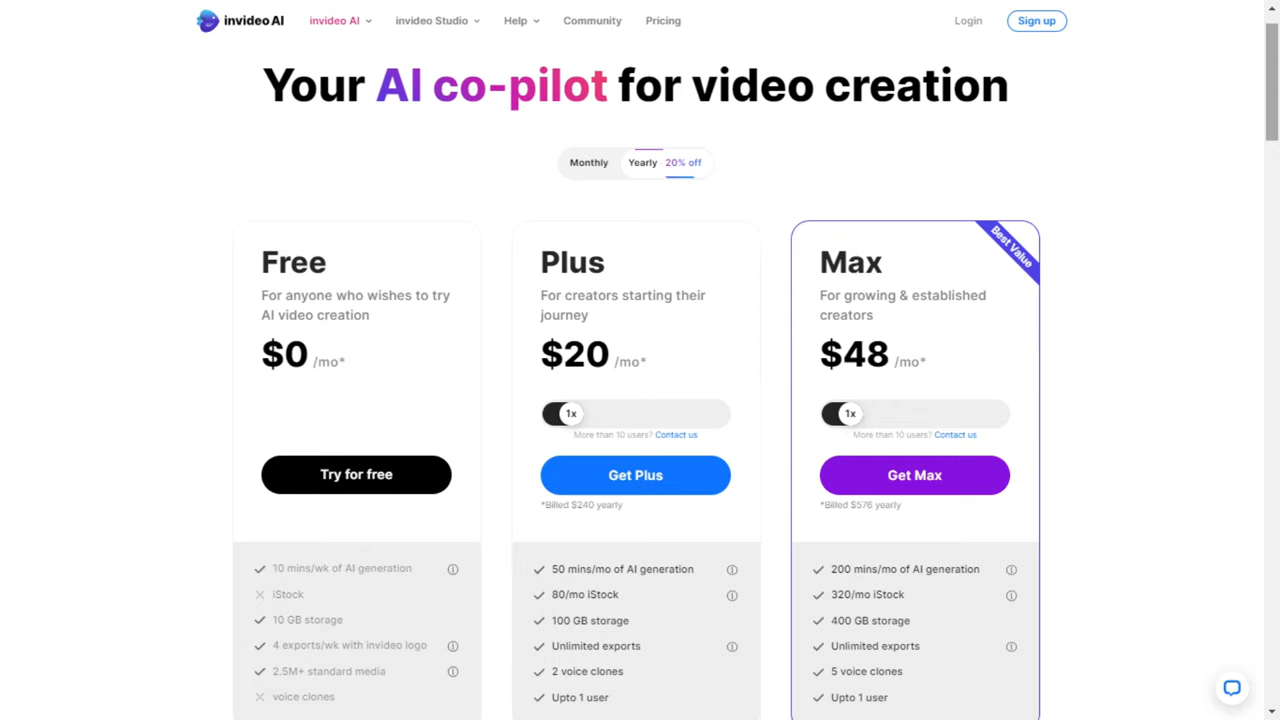 invideo AI
invideo AI
invideo Studio
Help
Community
Pricing
Login
Sign up
Your AI co-pilot for video creation
Monthly
Yearly
20% off
Free
For anyone who wishes to try
AI video creation
$0 /mo*
Try for free
10 mins/wk of AI generation
iStock
10 GB storage
4 exports/wk with invideo logo
2.5M+ standard media
voice clones
Plus
For creators starting their
journey
$20 /mo*
1x
More than 10 users? Contact us
Get Plus
*Billed $240 yearly
50 mins/mo of AI generation
80/mo iStock
100 GB storage
Unlimited exports
2 voice clones
Upto 1 user
Best Value
Max
For growing & established
creators
$48 /mo*
1x
More than 10 users? Contact us
Get Max
*Billed $576 yearly
200 mins/mo of AI generation
320/mo iStock
400 GB storage
Unlimited exports
5 voice clones
Upto 1 user